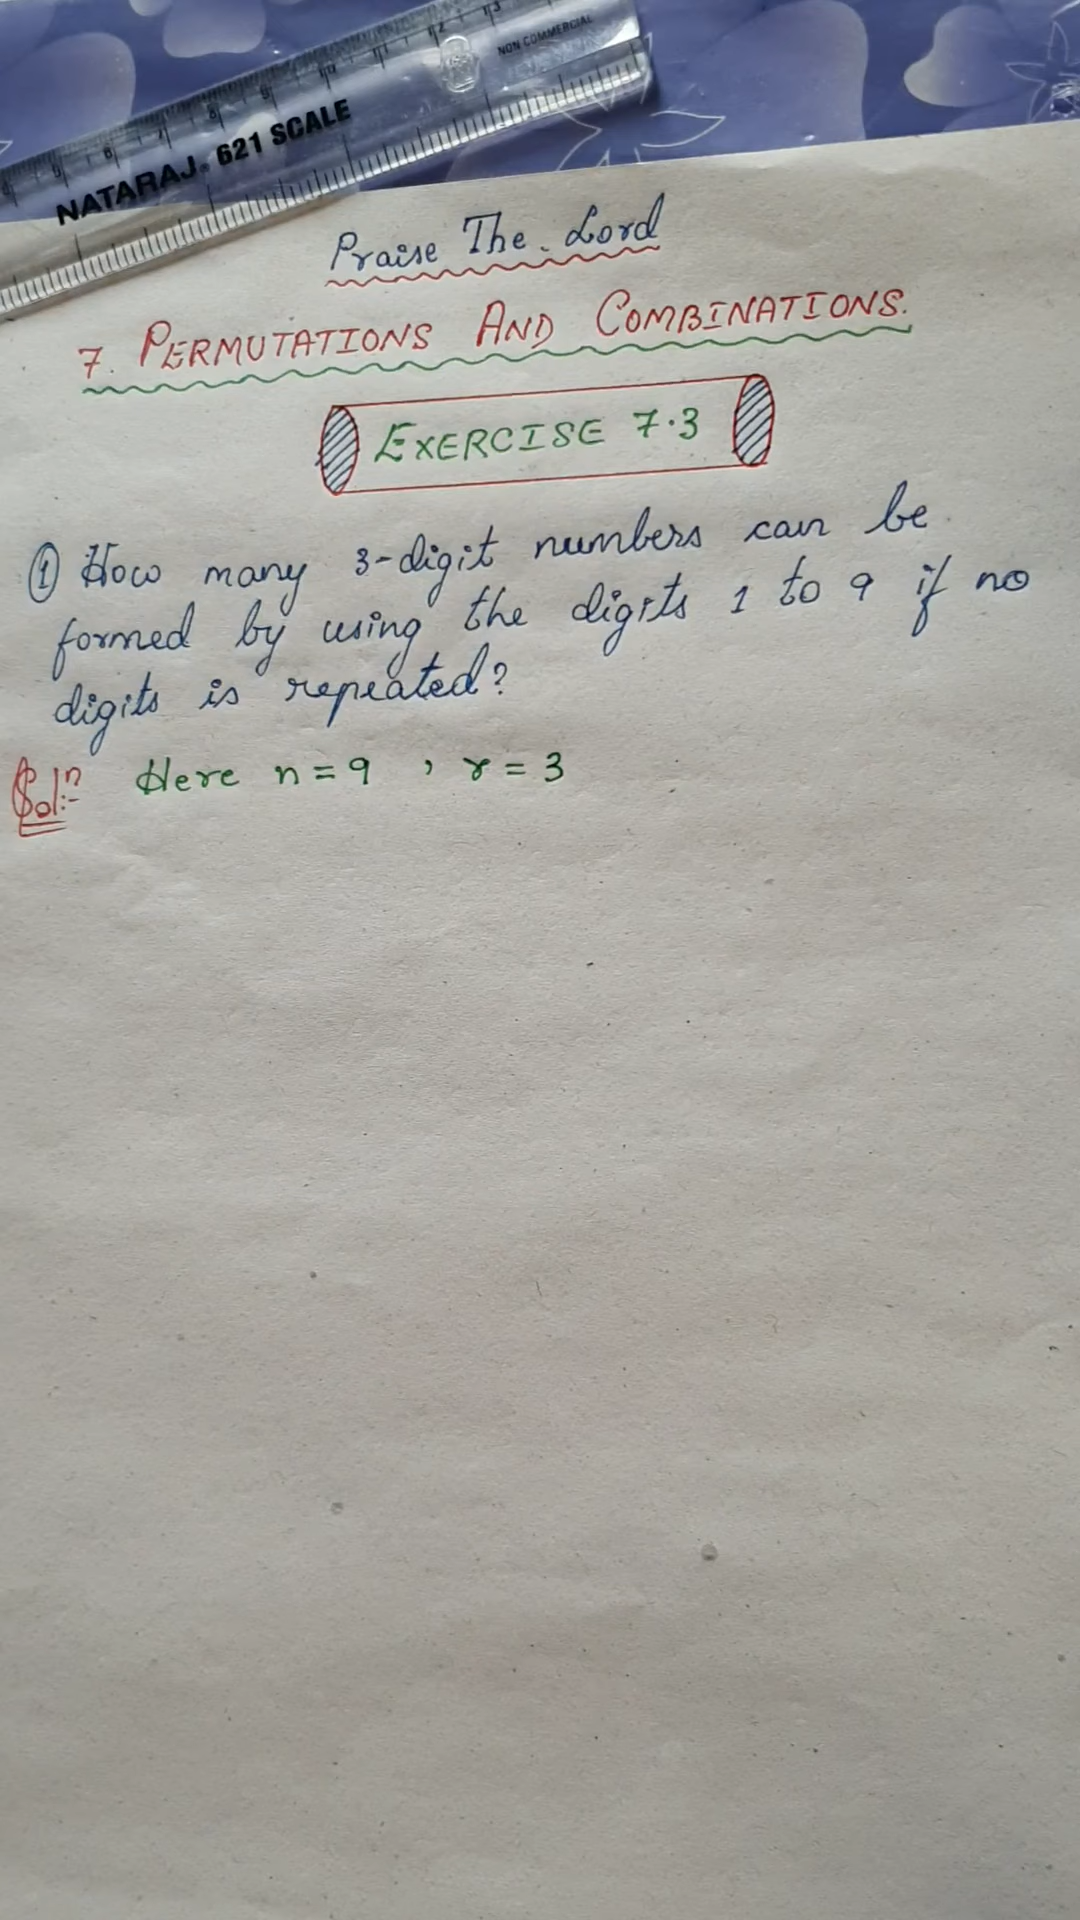 NON COMMERCIAL
NATARAJ 621 SCALE
Praise The Lord
7. PERMUTATIONS AND COMBINATIONS.
EXERCISE 7.3
① How many 3-digit numbers can be
formed by using the digits 1 to 9 if no
digits is repeated?
Solⁿ:- Here n = 9 , r = 3